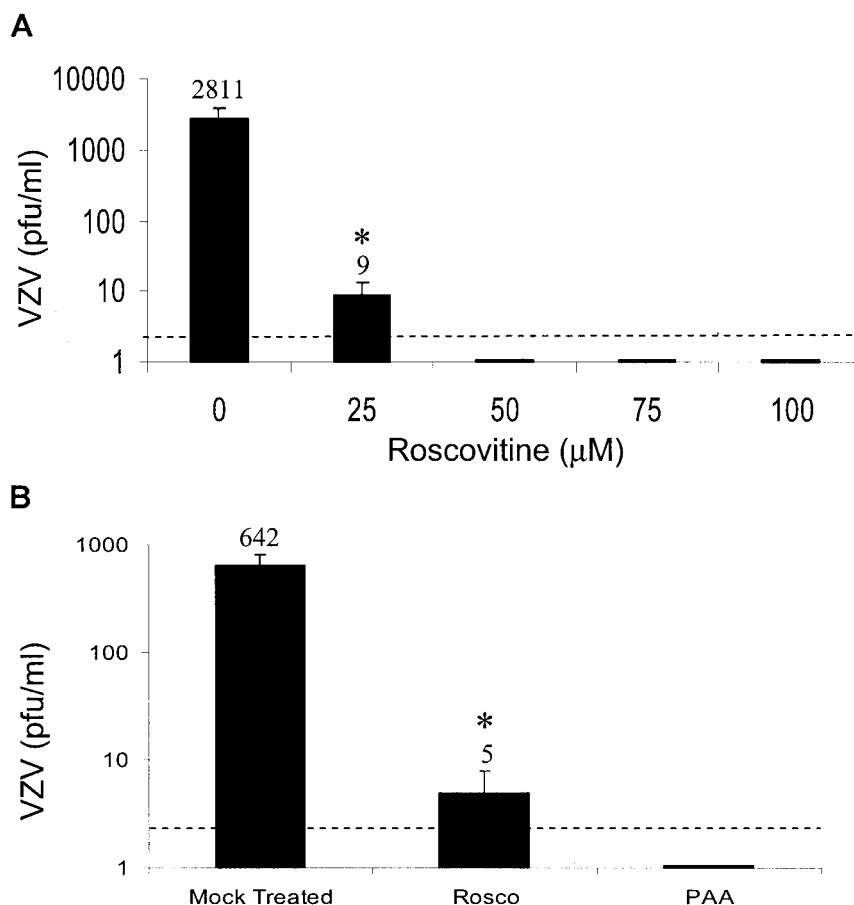 A
10000
2811
1000
100
*
9
10
1
VZV (pfu/ml)
0 25 50 75 100
Roscovitine (µM)
B
1000
642
100
*
5
10
1
VZV (pfu/ml)
Mock Treated Rosco PAA